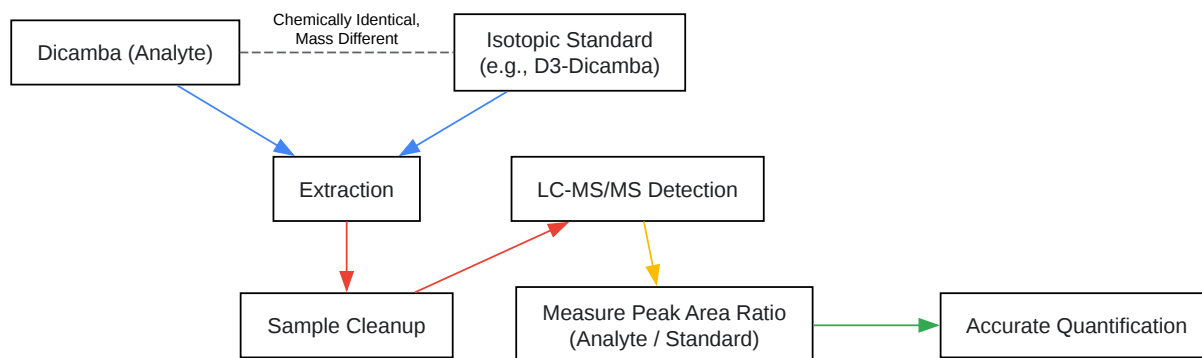 Chemically Identical,
Mass Different
Dicamba (Analyte)
Isotopic Standard
(e.g., D3-Dicamba)
Extraction
LC-MS/MS Detection
Sample Cleanup
Measure Peak Area Ratio
(Analyte / Standard)
Accurate Quantification